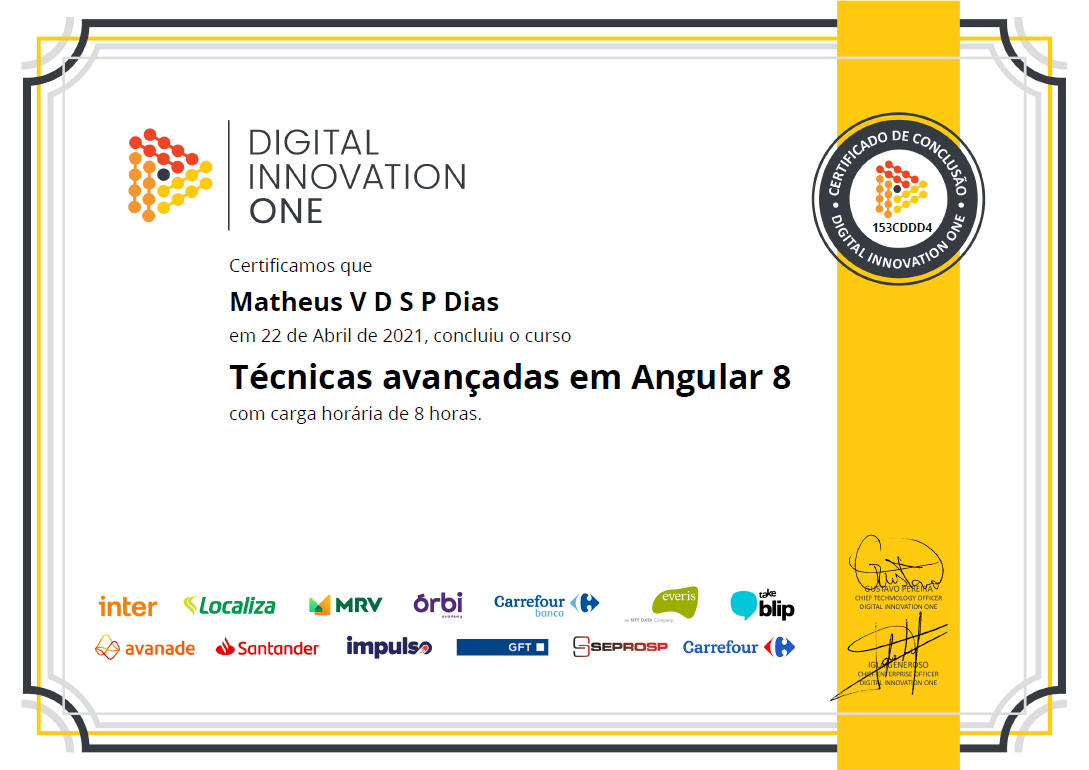 DIGITAL
INNOVATION
ONE
CERTIFICADO DE CONCLUSÃO
153CDDD4
DIGITAL INNOVATION ONE
Certificamos que
Matheus V D S P Dias
em 22 de Abril de 2021, concluiu o curso
Técnicas avançadas em Angular 8
com carga horária de 8 horas.
inter
Localiza
MRV
órbi
academy
Carrefour
banco
everis
an NTT DATA Company
take
blip
avanade
Santander
impulso
GFT
SEPROSP
Carrefour
Gustavo
GUSTAVO PEREIRA
CHIEF TECHNOLOGY OFFICER
DIGITAL INNOVATION ONE
IGLÁ GENEROSO
CHIEF ENTERPRISE OFFICER
DIGITAL INNOVATION ONE